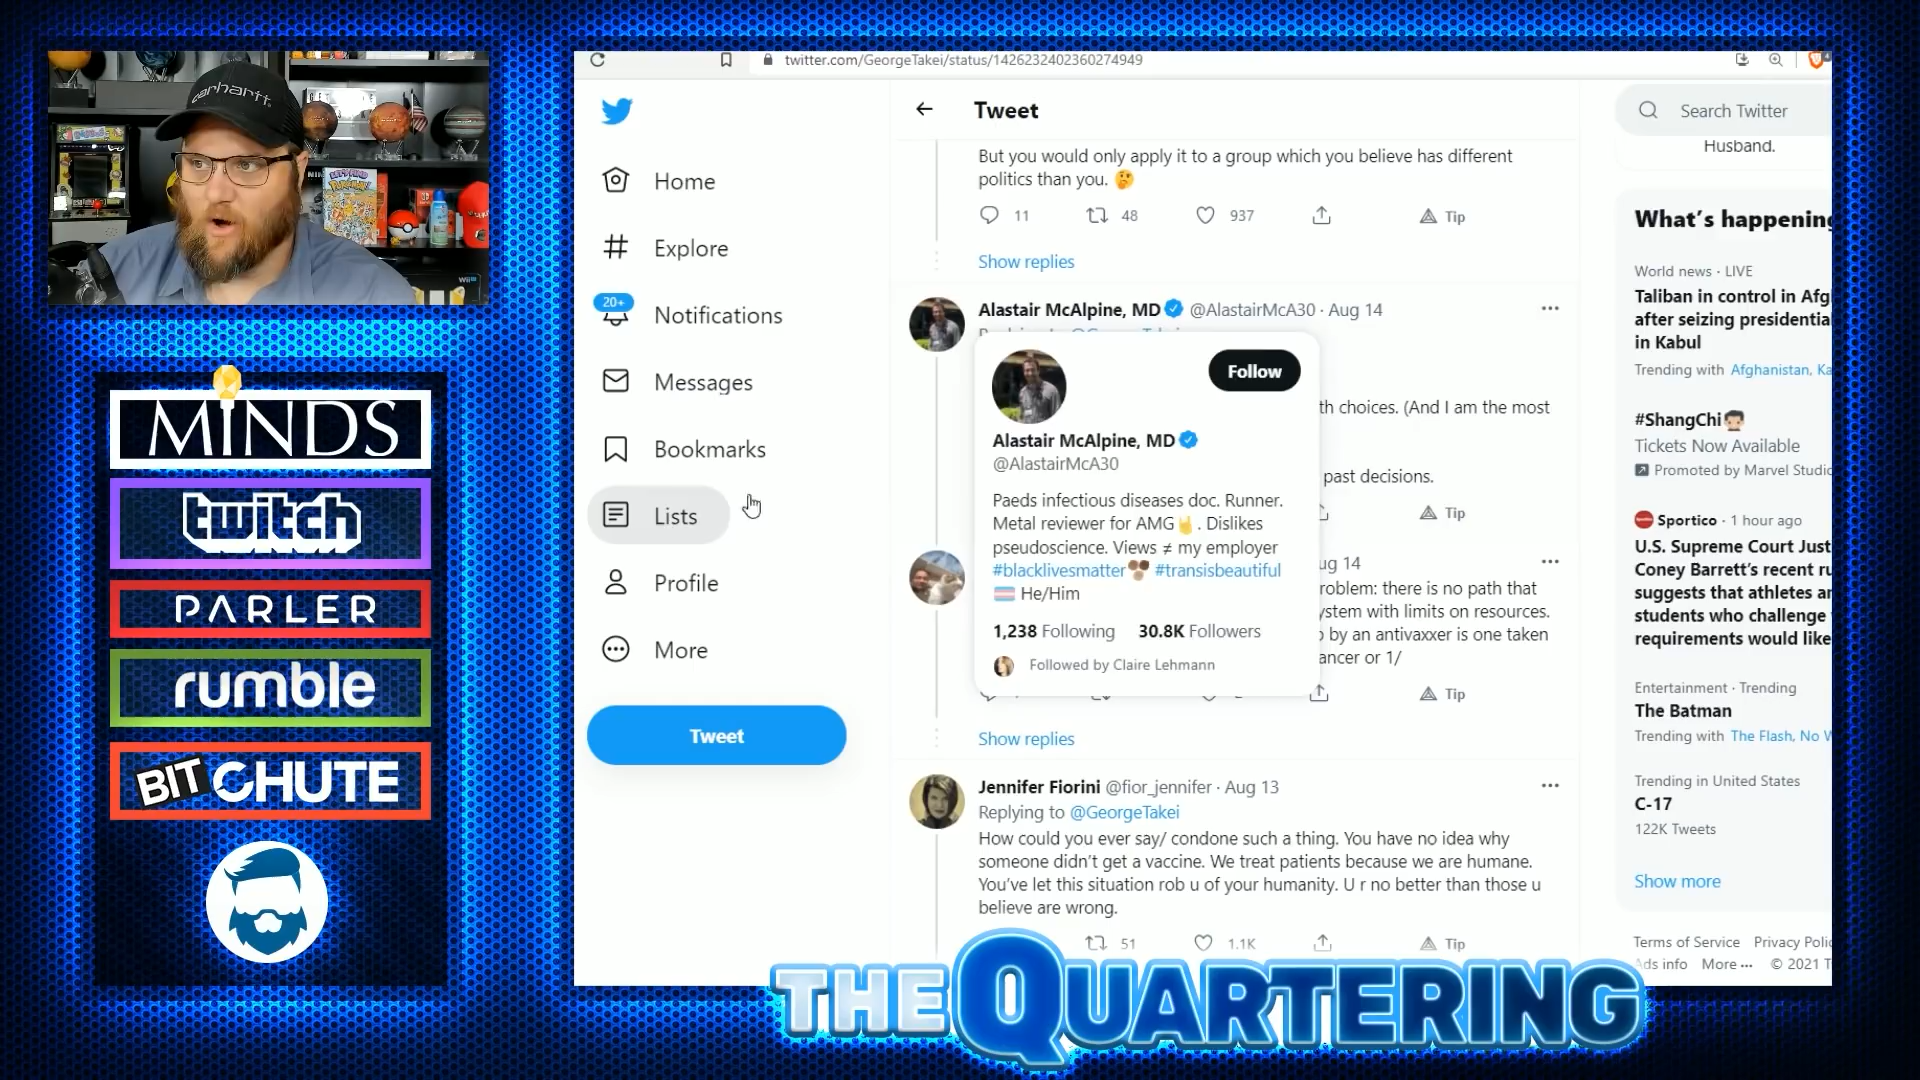 carhartt
LET'S FIND
POKÉMON!
Wii
MINDS
twitch
PARLER
rumble
BITCHUTE
twitter.com/GeorgeTakei/status/1426232402360274949
Home
Explore
20+
Notifications
Messages
Bookmarks
Lists
Profile
More
Tweet
Tweet
But you would only apply it to a group which you believe has different
politics than you. 🤔
11 48 937 Tip
Show replies
Alastair McAlpine, MD @AlastairMcA30 · Aug 14
th choices. (And I am the most
past decisions.
Tip
Follow
Alastair McAlpine, MD
@AlastairMcA30
Paeds infectious diseases doc. Runner.
Metal reviewer for AMG🤘. Dislikes
pseudoscience. Views ≠ my employer
#blacklivesmatter #transisbeautiful
He/Him
1,238 Following 30.8K Followers
Followed by Claire Lehmann
ug 14
roblem: there is no path that
ystem with limits on resources.
by an antivaxxer is one taken
ancer or 1/
Tip
Show replies
Jennifer Fiorini @fior_jennifer · Aug 13
Replying to @GeorgeTakei
How could you ever say/ condone such a thing. You have no idea why
someone didn't get a vaccine. We treat patients because we are humane.
You've let this situation rob u of your humanity. U r no better than those u
believe are wrong.
51 1.1K Tip
Search Twitter
Husband.
What's happening
World news · LIVE
Taliban in control in Afg
after seizing presidentia
in Kabul
Trending with Afghanistan, Ka
#ShangChi
Tickets Now Available
Promoted by Marvel Studio
Sportico · 1 hour ago
U.S. Supreme Court Just
Coney Barrett's recent ru
suggests that athletes an
students who challenge
requirements would like
Entertainment · Trending
The Batman
Trending with The Flash, No W
Trending in United States
C-17
122K Tweets
Show more
Terms of Service Privacy Polic
Ads info More ··· © 2021 T
THE QUARTERING